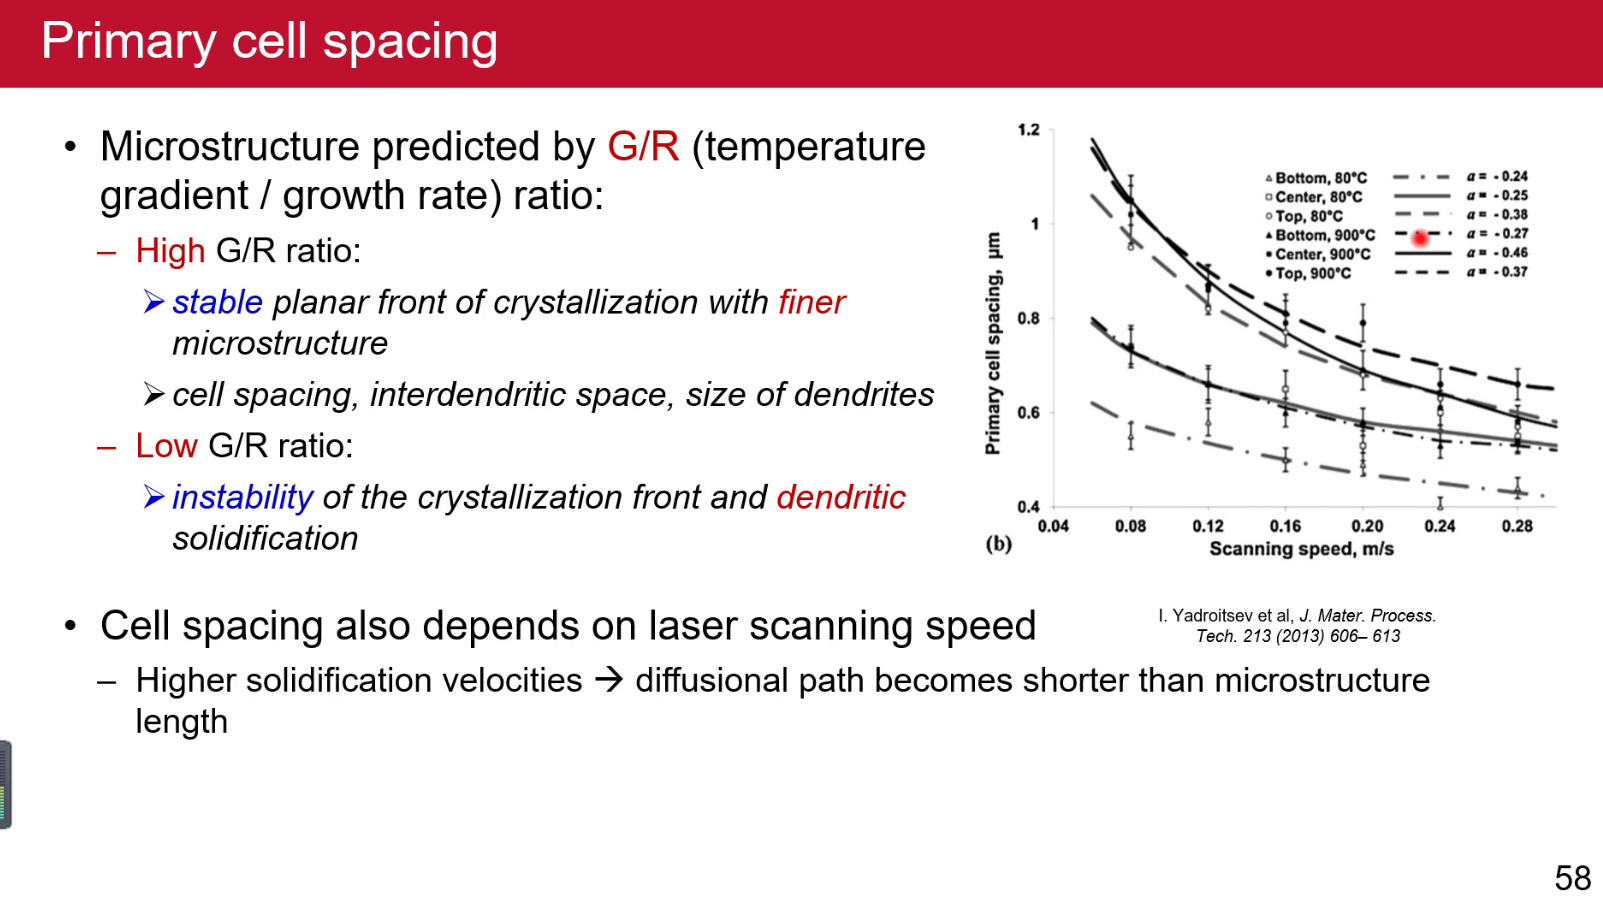 Primary cell spacing
• Microstructure predicted by G/R (temperature
gradient / growth rate) ratio:
– High G/R ratio:
➢ stable planar front of crystallization with finer
microstructure
➢ cell spacing, interdendritic space, size of dendrites
– Low G/R ratio:
➢ instability of the crystallization front and dendritic
solidification
• Cell spacing also depends on laser scanning speed
– Higher solidification velocities → diffusional path becomes shorter than microstructure
length
Primary cell spacing, µm
1.2
1
0.8
0.6
0.4
0.04 0.08 0.12 0.16 0.20 0.24 0.28
Scanning speed, m/s
(b)
Bottom, 80°C a = - 0.24
Center, 80°C a = - 0.25
Top, 80°C a = - 0.38
Bottom, 900°C a = - 0.27
Center, 900°C a = - 0.46
Top, 900°C a = - 0.37
I. Yadroitsev et al, J. Mater. Process.
Tech. 213 (2013) 606– 613
58